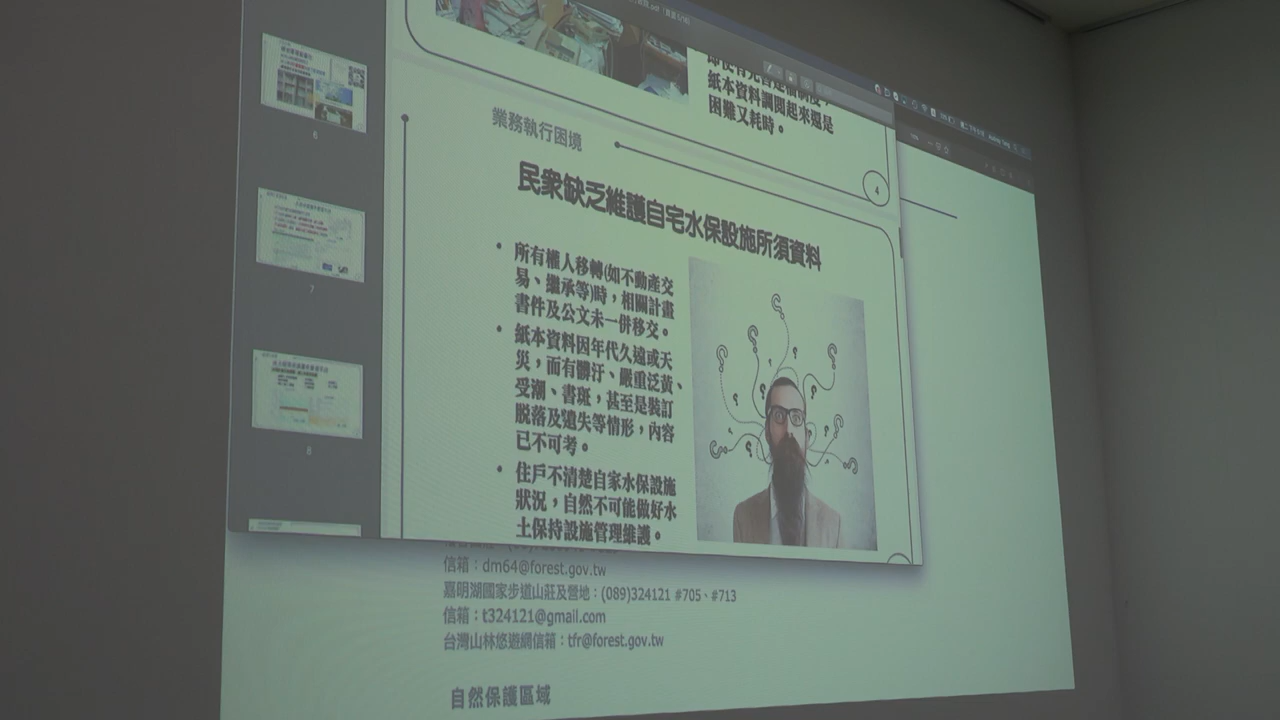 紙本資料調閱起來還是
困難又耗時。
4
業務執行困境
民眾缺乏維護自宅水保設施所須資料
• 所有權人移轉(如不動產交
易、繼承等)時，相關計畫
書件及公文未一併移交。
• 紙本資料因年代久遠或天
災，而有髒汙、嚴重泛黃、
受潮、書斑，甚至是裝訂
脫落及遺失等情形，內容
已不可考。
• 住戶不清楚自家水保設施
狀況，自然不可能做好水
土保持設施管理維護。
6
7
8
信箱：dm64@forest.gov.tw
嘉明湖國家步道山莊及營地：(089)324121 #705、#713
信箱：t324121@gmail.com
台灣山林悠遊網信箱：tfr@forest.gov.tw
自然保護區域